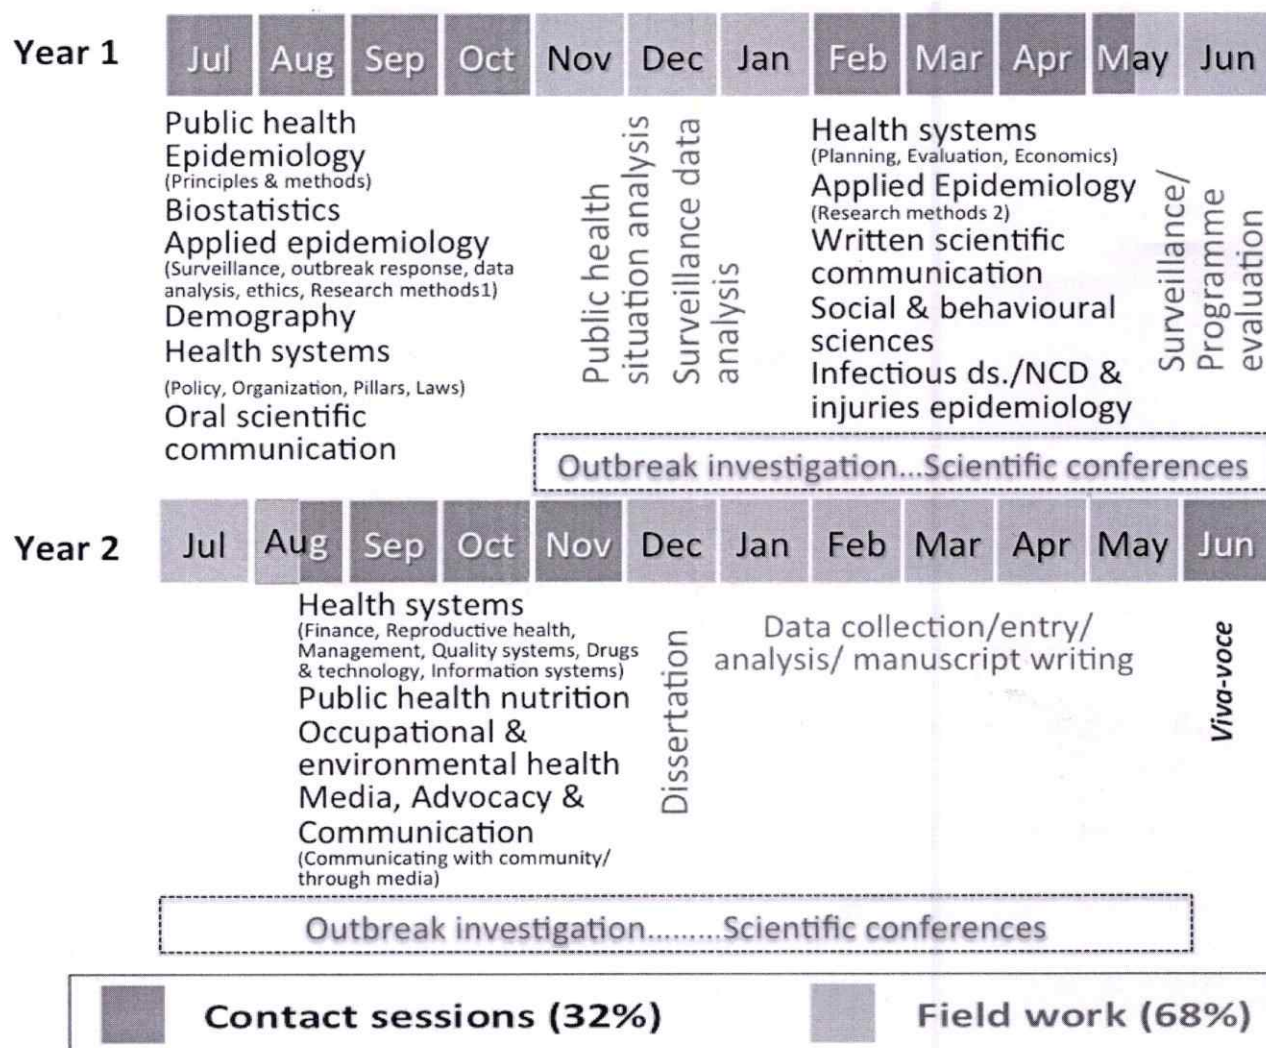 Year 1
Jul Aug Sep Oct Nov Dec Jan Feb Mar Apr May Jun
Public health
Epidemiology
(Principles & methods)
Biostatistics
Applied epidemiology
(Surveillance, outbreak response, data
analysis, ethics, Research methods1)
Demography
Health systems
(Policy, Organization, Pillars, Laws)
Oral scientific
communication
Public health
situation analysis
Surveillance data
analysis
Health systems
(Planning, Evaluation, Economics)
Applied Epidemiology
(Research methods 2)
Written scientific
communication
Social & behavioural
sciences
Infectious ds./NCD &
injuries epidemiology
Surveillance/
Programme
evaluation
Outbreak investigation...Scientific conferences
Year 2
Jul Aug Sep Oct Nov Dec Jan Feb Mar Apr May Jun
Health systems
(Finance, Reproductive health,
Management, Quality systems, Drugs
& technology, Information systems)
Public health nutrition
Occupational &
environmental health
Media, Advocacy &
Communication
(Communicating with community/
through media)
Dissertation
Data collection/entry/
analysis/ manuscript writing
Viva-voce
Outbreak investigation.........Scientific conferences
Contact sessions (32%)
Field work (68%)